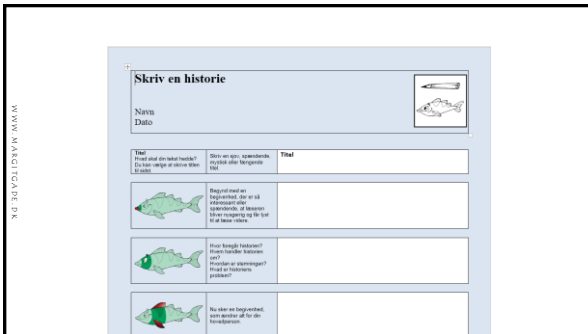 WWW.MARGITGADE.DK
Skriv en historie
Navn
Dato
Titel
Hvad skal din tekst hedde?
Du kan vælge at skrive titlen
til sidst
Skriv en sjov, spændende,
mystisk eller fængende
titel
Titel
Begynd med en
begivenhed, der er så
interessant eller
spændende, at læseren
bliver nysgerrig og får lyst
til at læse videre.
Hvor foregår historien?
Hvem handler historien
om?
Hvordan er stemningen?
Hvad er historiens
problem?
Nu sker en begivenhed,
som ændrer alt for din
hovedperson.